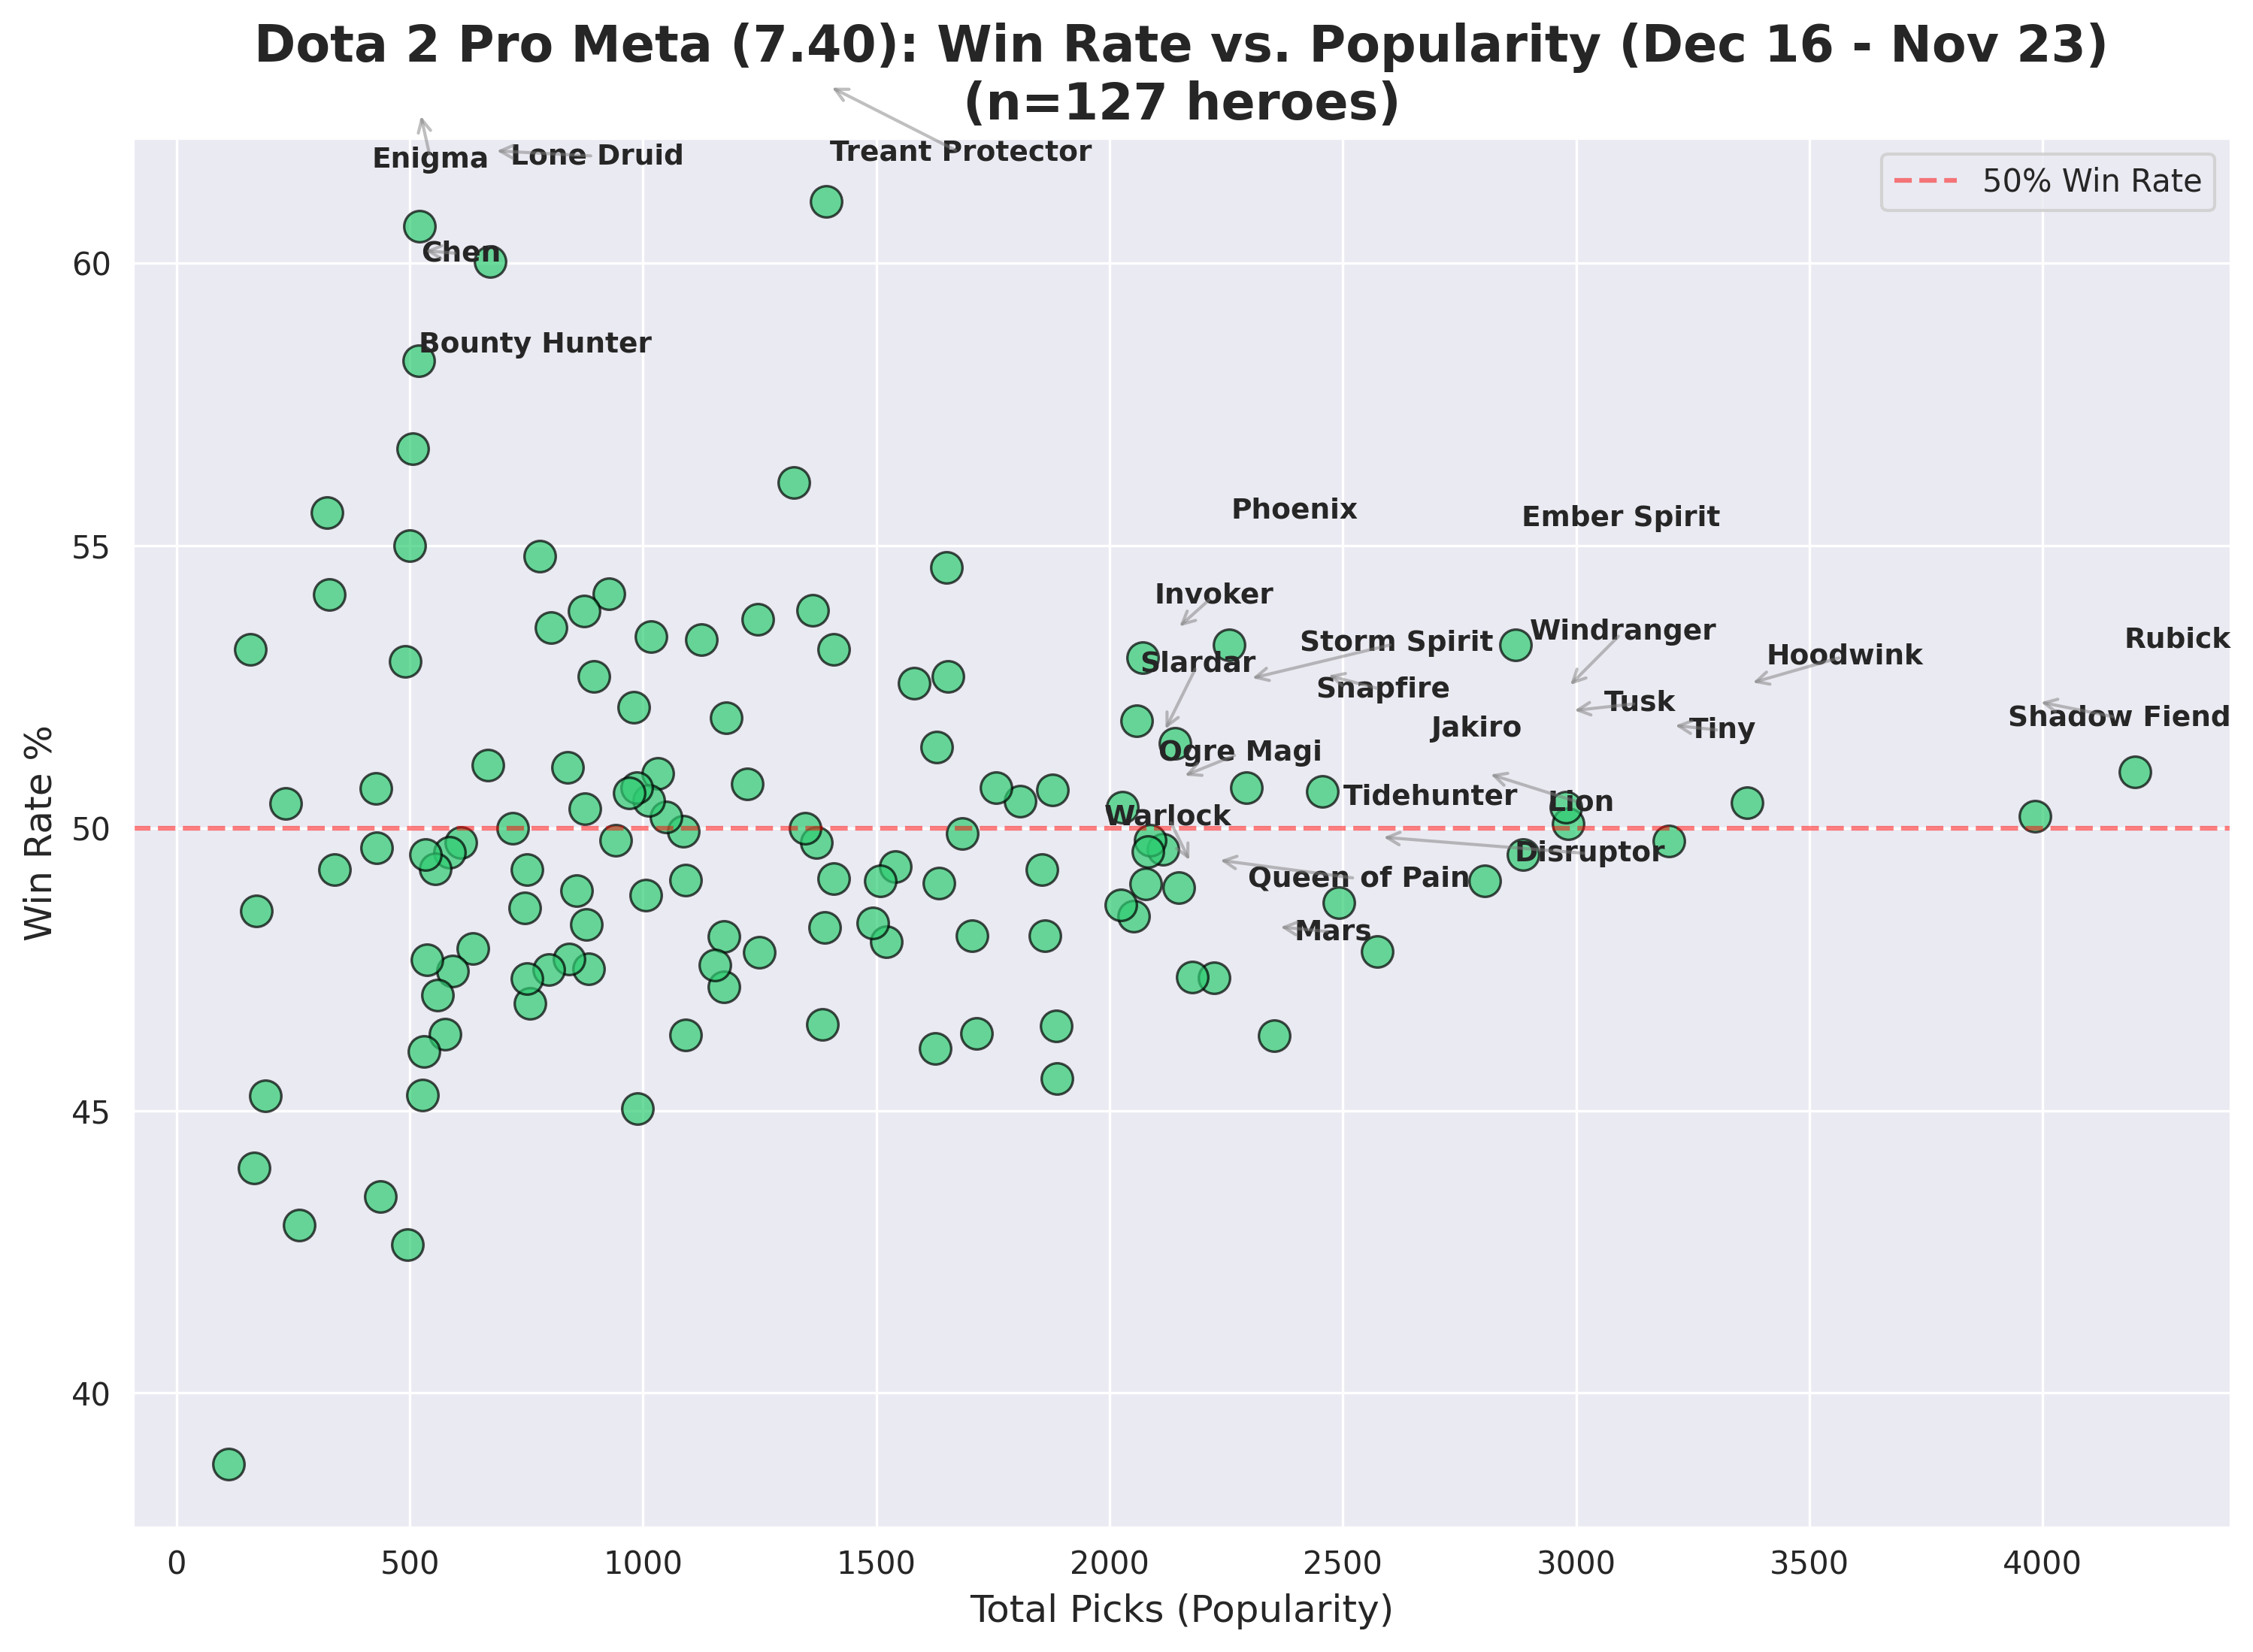 Dota 2 Pro Meta (7.40): Win Rate vs. Popularity (Dec 16 - Nov 23)
(n=127 heroes)
Enigma
Lone Druid
Treant Protector
50% Win Rate
Chen
Bounty Hunter
Phoenix
Ember Spirit
Invoker
Windranger
Rubick
Storm Spirit
Hoodwink
Slardar
Snapfire
Tusk
Shadow Fiend
Jakiro
Tiny
Ogre Magi
Tidehunter
Lion
Warlock
Disruptor
Queen of Pain
Mars
60
55
50
45
40
Win Rate %
0 500 1000 1500 2000 2500 3000 3500 4000
Total Picks (Popularity)